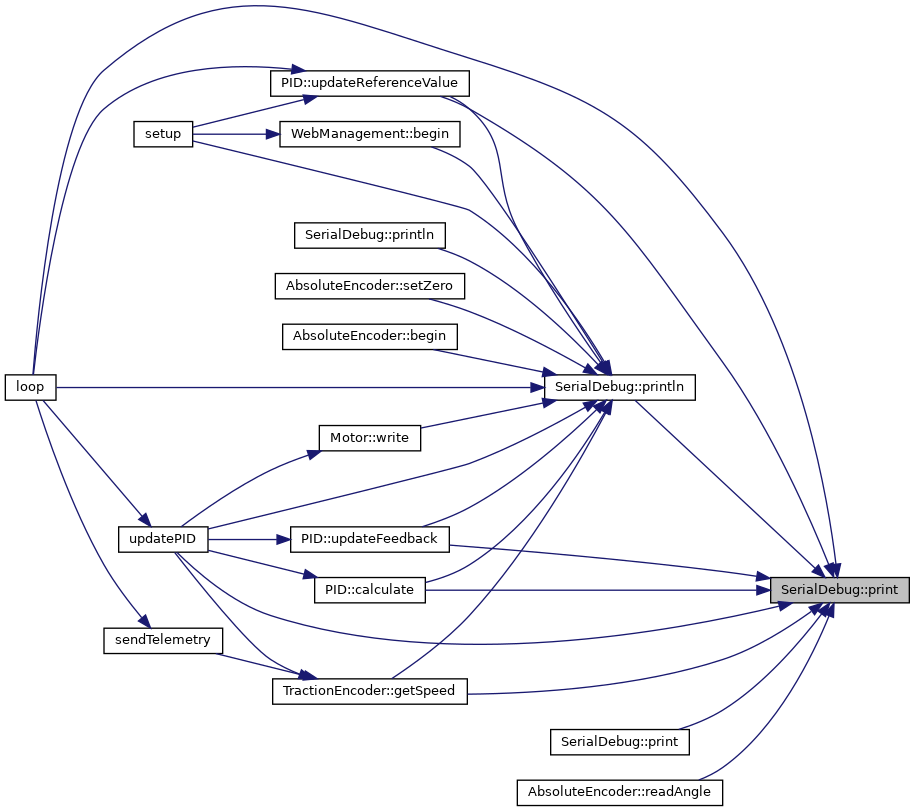 PID::updateReferenceValue
setup
WebManagement::begin
SerialDebug::println
AbsoluteEncoder::setZero
AbsoluteEncoder::begin
loop
SerialDebug::println
Motor::write
updatePID
PID::updateFeedback
PID::calculate
SerialDebug::print
sendTelemetry
TractionEncoder::getSpeed
SerialDebug::print
AbsoluteEncoder::readAngle